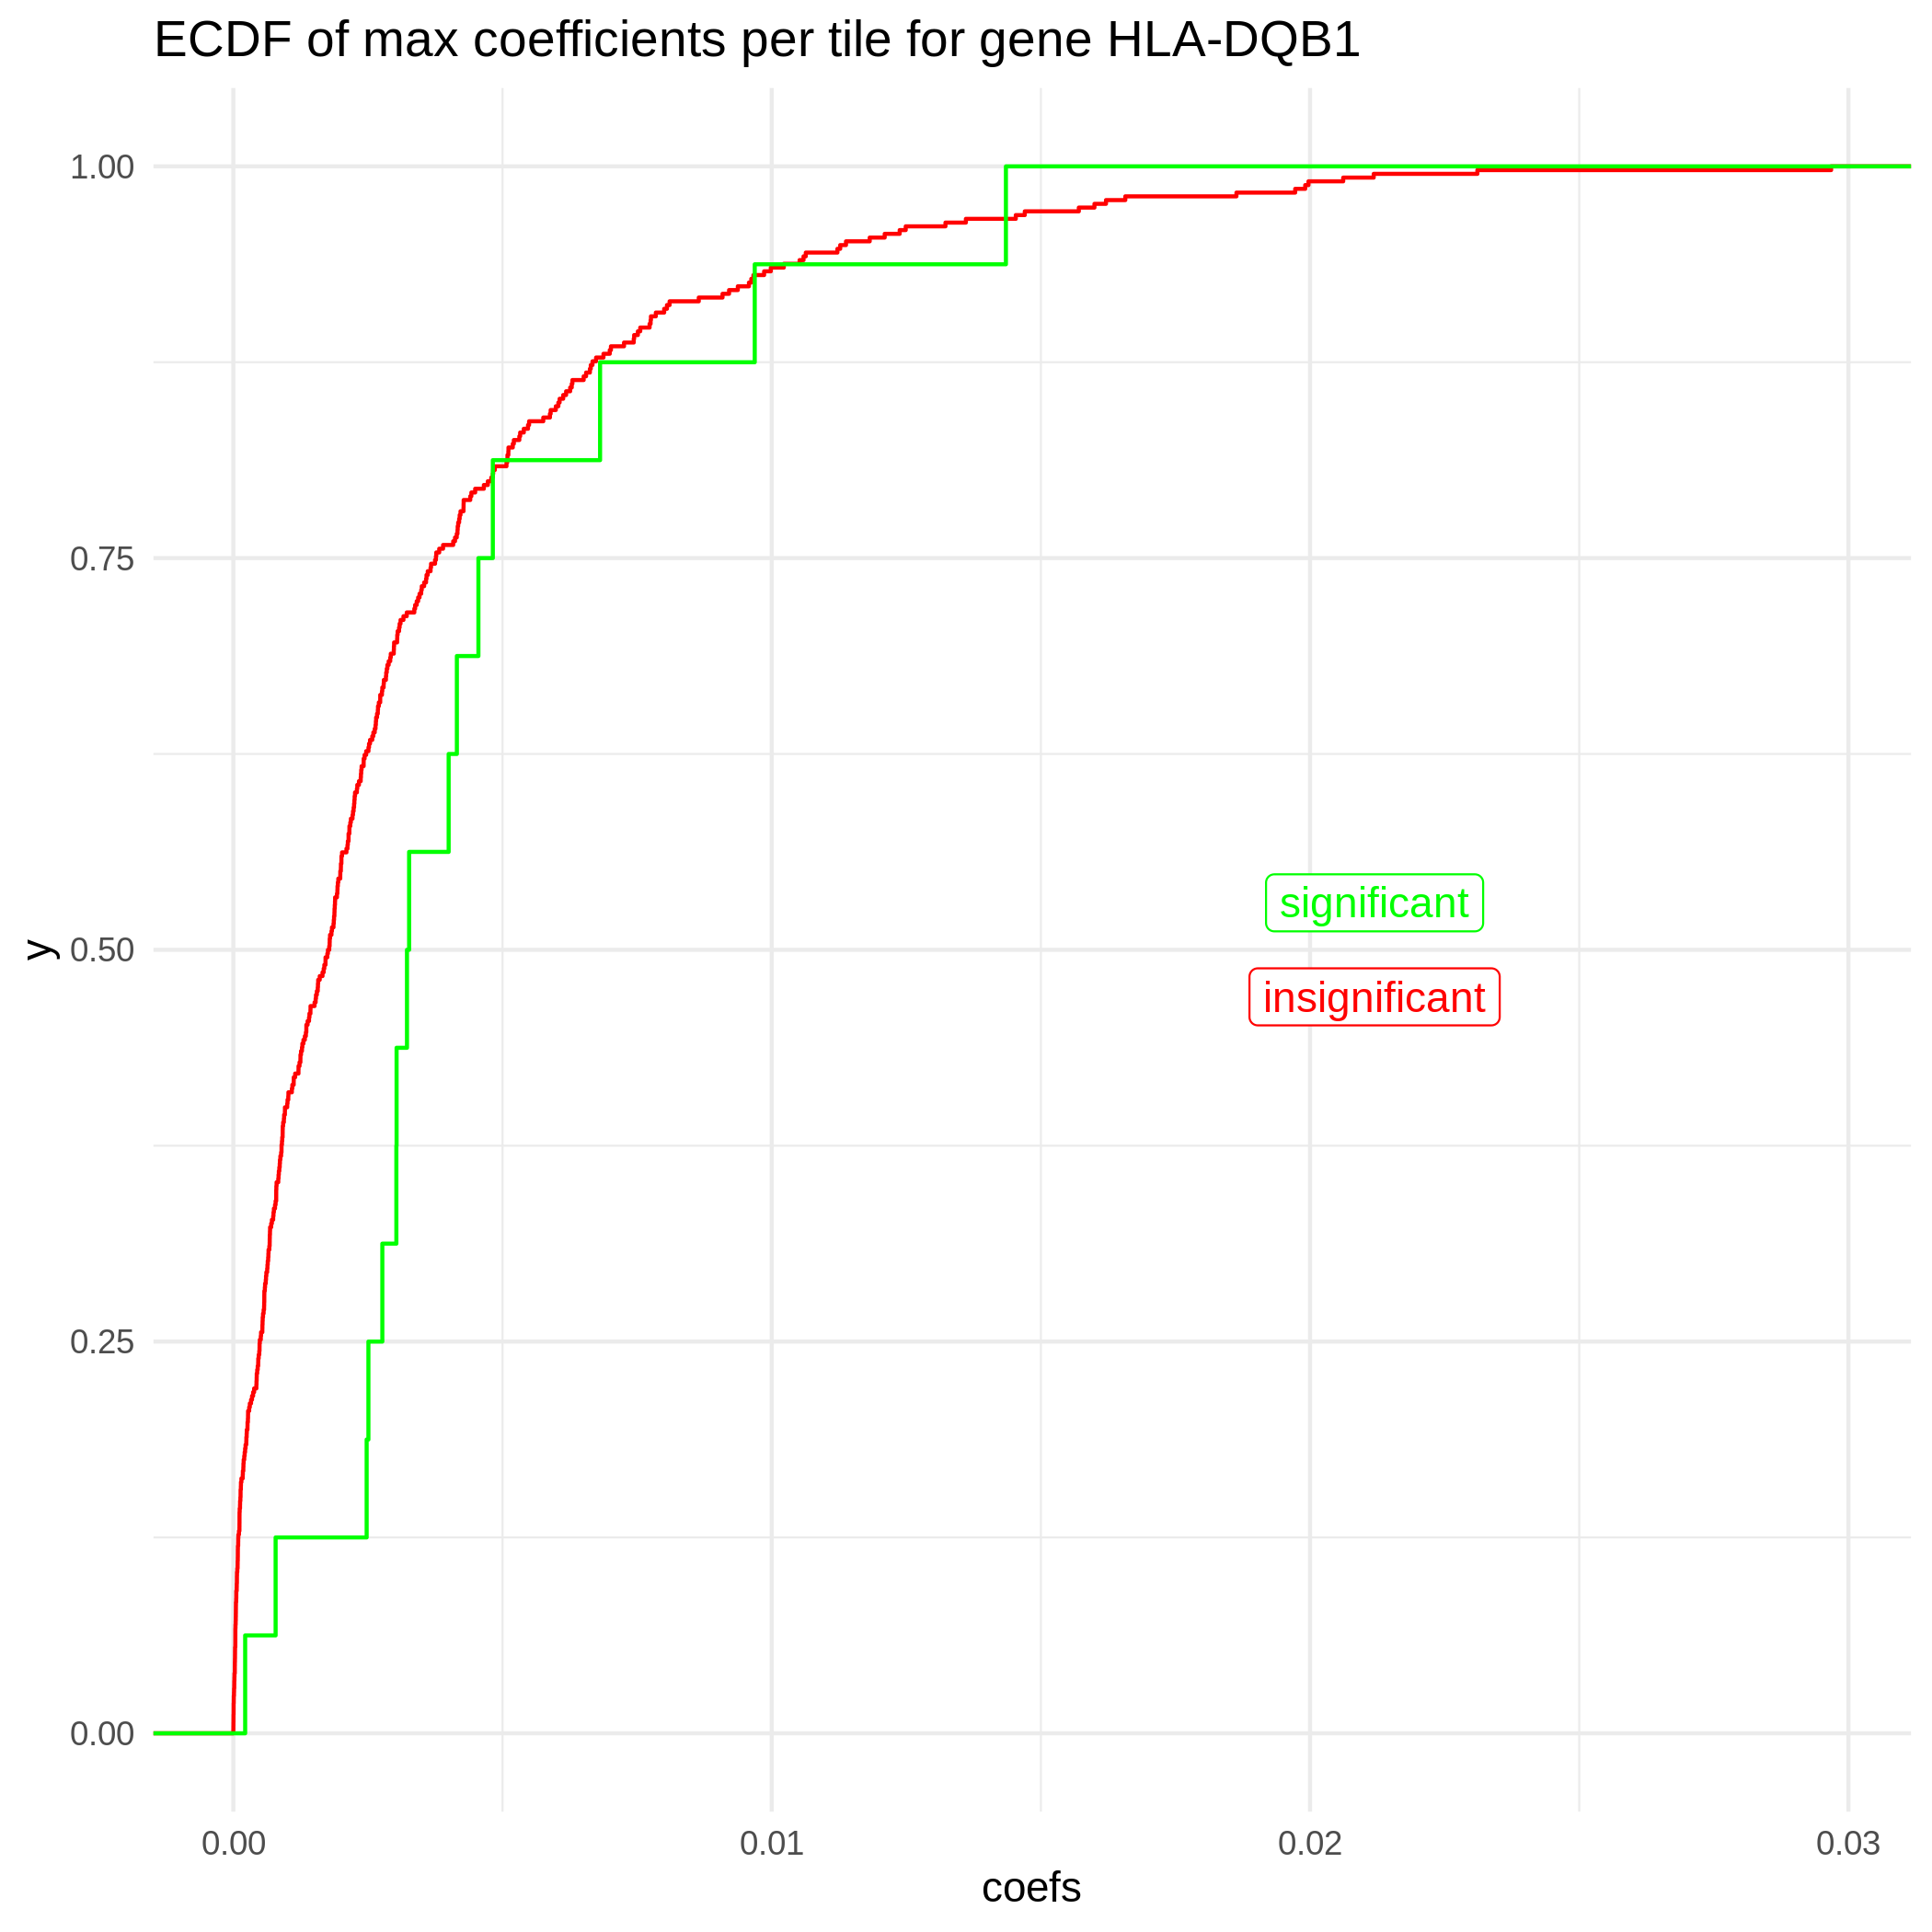 ECDF of max coefficients per tile for gene HLA-DQB1
1.00
0.75
0.50
0.25
0.00
y
significant
insignificant
0.00 0.01 0.02 0.03
coefs